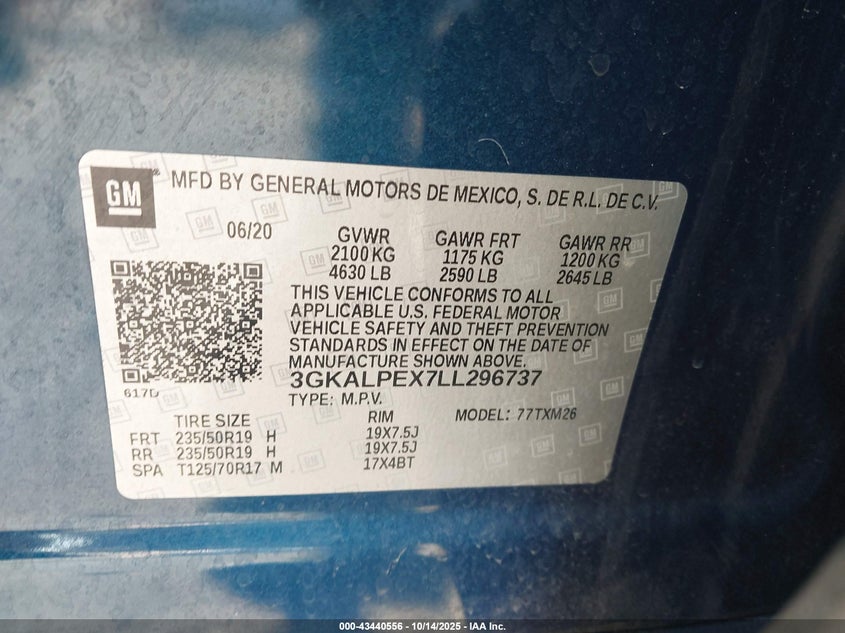 GM
MFD BY GENERAL MOTORS DE MEXICO, S. DE R.L. DE C.V.
06/20
GVWR GAWR FRT GAWR RR
2100 KG 1175 KG 1200 KG
4630 LB 2590 LB 2645 LB
THIS VEHICLE CONFORMS TO ALL
APPLICABLE U.S. FEDERAL MOTOR
VEHICLE SAFETY AND THEFT PREVENTION
STANDARDS IN EFFECT ON THE DATE OF
MANUFACTURE SHOWN ABOVE.
617D
3GKALPEX7LL296737
TYPE: M.P.V. MODEL: 77TXM26
TIRE SIZE RIM
FRT 235/50R19 H 19X7.5J
RR 235/50R19 H 19X7.5J
SPA T125/70R17 M 17X4BT
000-43440556 • 10/14/2025 • IAA Inc.